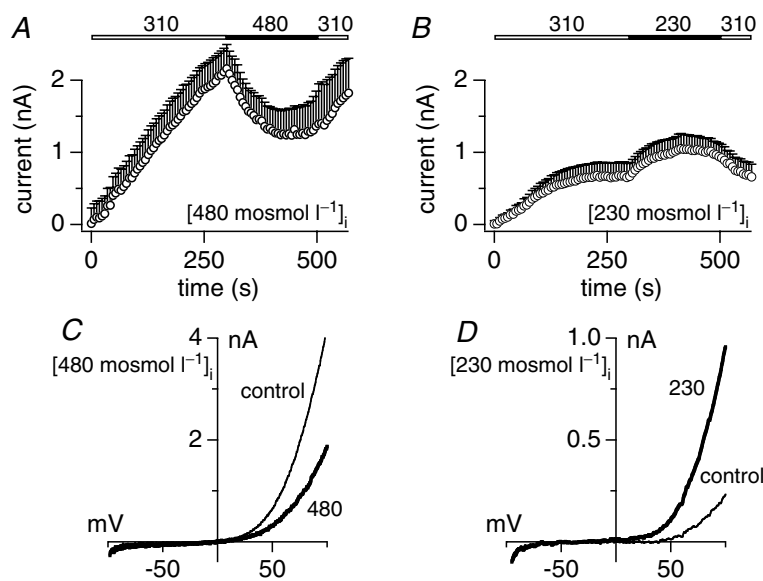 A
310 480 310
2
1
0
current (nA)
[480 mosmol l⁻¹]i
0 250 500
time (s)
B
310 230 310
2
1
0
current (nA)
[230 mosmol l⁻¹]i
0 250 500
time (s)
C
4 nA
[480 mosmol l⁻¹]i
control
2
480
mV
-50 50
D
1.0 nA
[230 mosmol l⁻¹]i
230
0.5
control
mV
-50 50